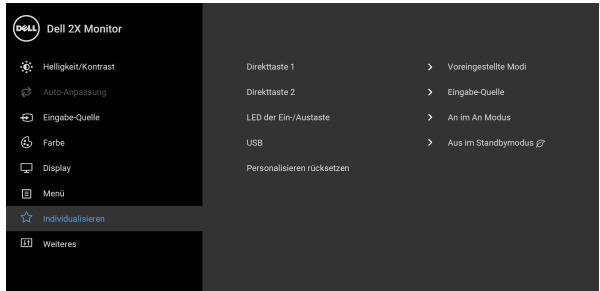 DELL Dell 2X Monitor
Helligkeit/Kontrast
Auto-Anpassung
Eingabe-Quelle
Farbe
Display
Menü
Individualisieren
Weiteres
Direkttaste 1 > Voreingestellte Modi
Direkttaste 2 > Eingabe-Quelle
LED der Ein-/Austaste > An im An Modus
USB > Aus im Standbymodus
Personalisieren rücksetzen